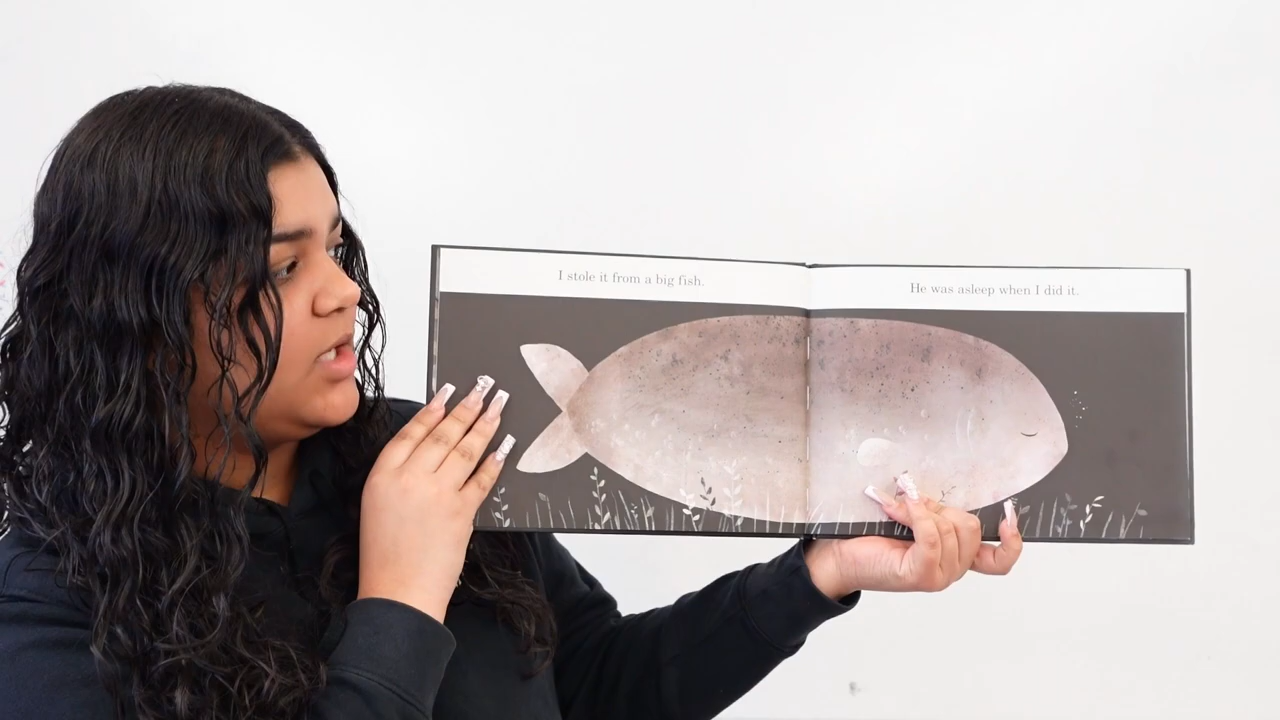 I stole it from a big fish.
He was asleep when I did it.